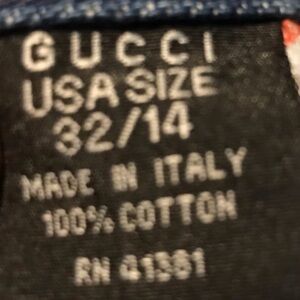 GUCCI
USA SIZE
32/14
MADE IN ITALY
100% COTTON
RN 41381